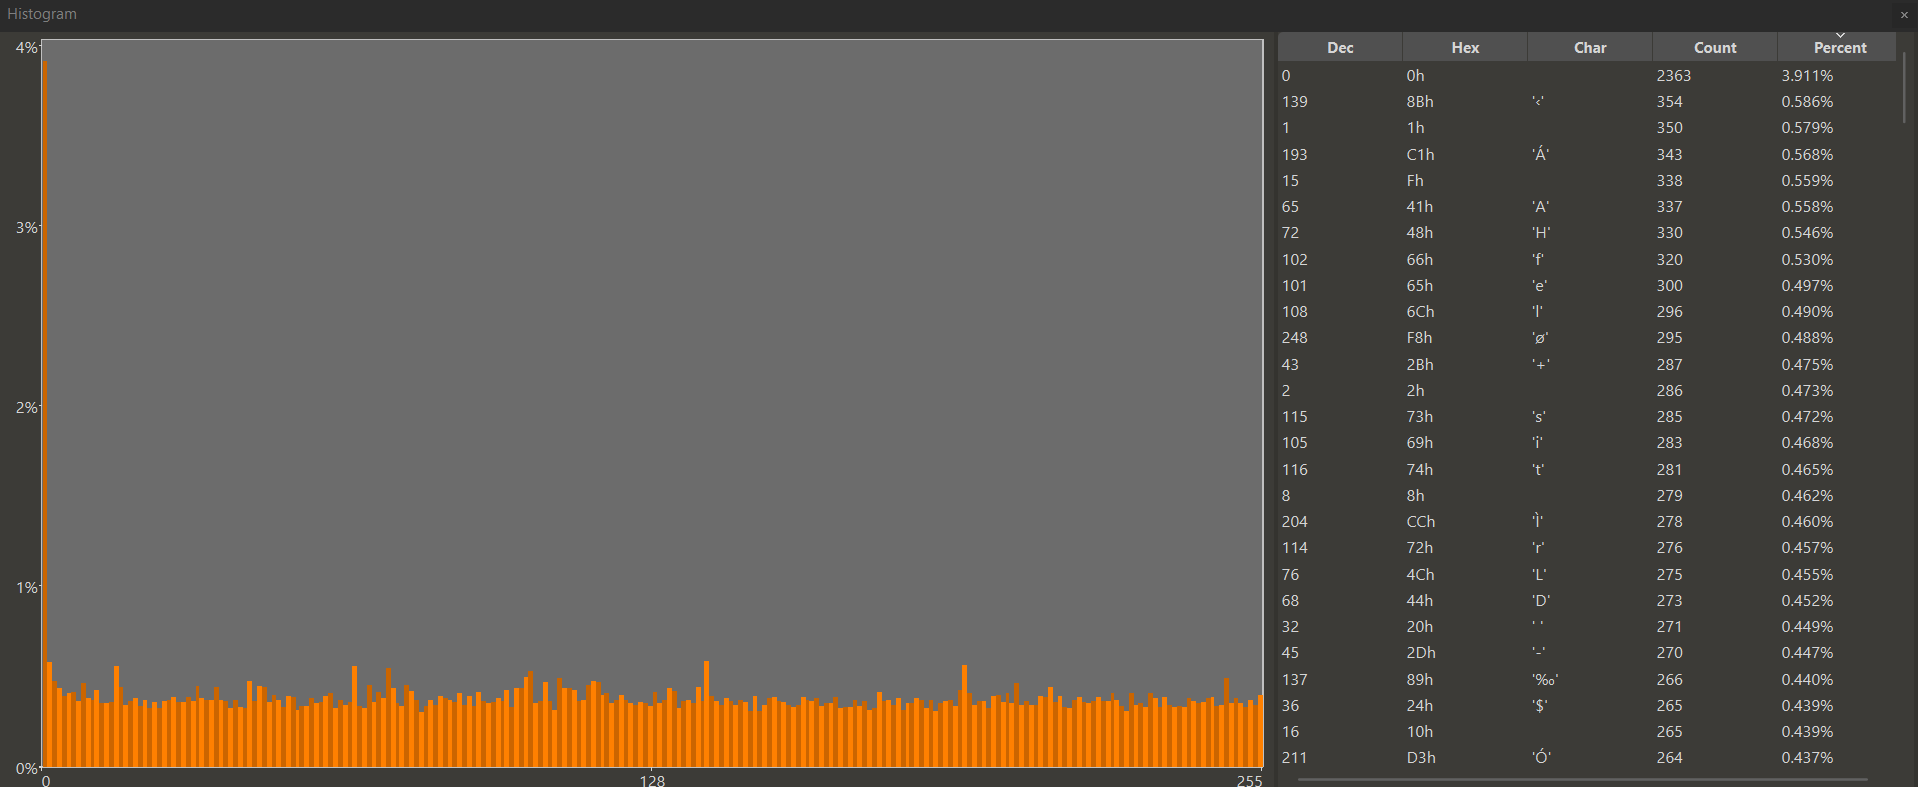 Histogram ×
4%
3%
2%
1%
0%
0 128 255
Dec Hex Char Count Percent
0 0h 2363 3.911%
139 8Bh '‹' 354 0.586%
1 1h 350 0.579%
193 C1h 'Á' 343 0.568%
15 Fh 338 0.559%
65 41h 'A' 337 0.558%
72 48h 'H' 330 0.546%
102 66h 'f' 320 0.530%
101 65h 'e' 300 0.497%
108 6Ch 'l' 296 0.490%
248 F8h 'ø' 295 0.488%
43 2Bh '+' 287 0.475%
2 2h 286 0.473%
115 73h 's' 285 0.472%
105 69h 'i' 283 0.468%
116 74h 't' 281 0.465%
8 8h 279 0.462%
204 CCh 'Ì' 278 0.460%
114 72h 'r' 276 0.457%
76 4Ch 'L' 275 0.455%
68 44h 'D' 273 0.452%
32 20h ' ' 271 0.449%
45 2Dh '-' 270 0.447%
137 89h '‰' 266 0.440%
36 24h '$' 265 0.439%
16 10h 265 0.439%
211 D3h 'Ó' 264 0.437%